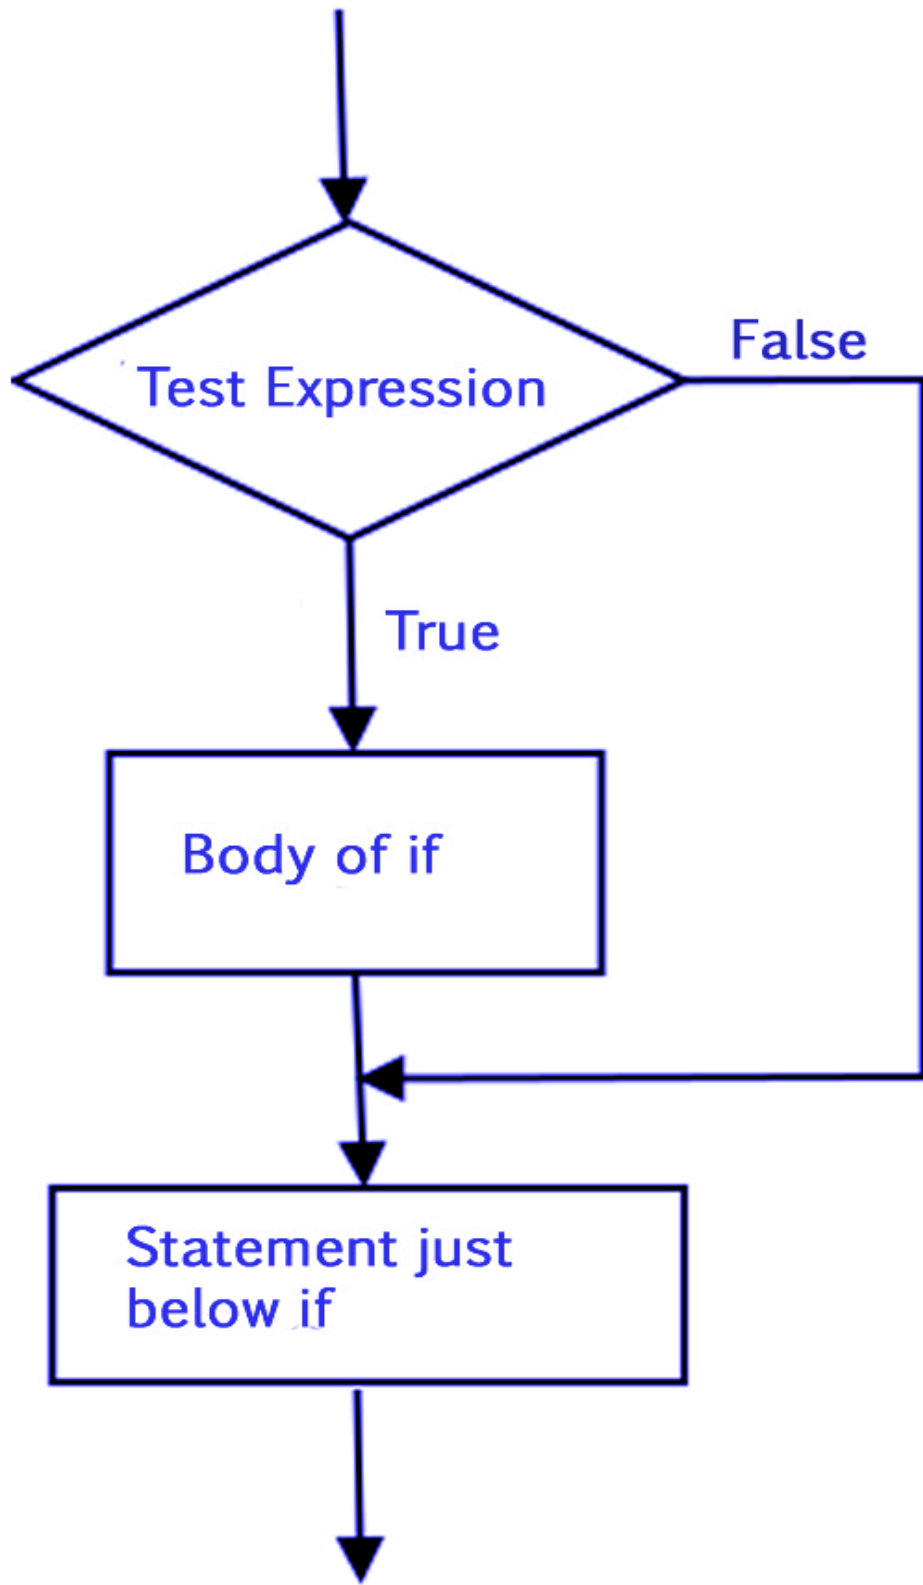 False
Test Expression
True
Body of if
Statement just
below if